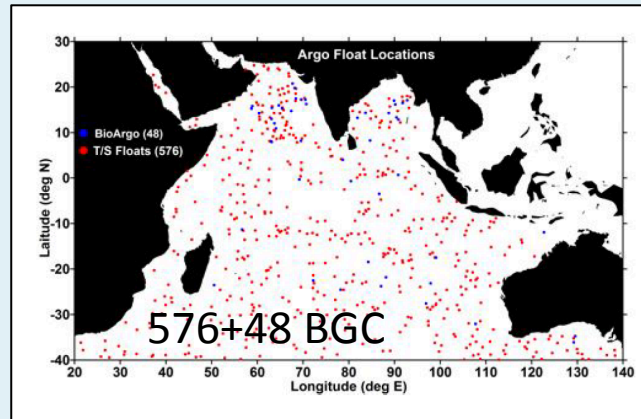 Argo Float Locations
BioArgo (48)
T/S Floats (576)
576+48 BGC
Laitude (deg N)
30
20
10
0
-10
-20
-30
-40
20 30 40 50 60 70 80 90 100 110 120 130 140
Longitude (deg E)